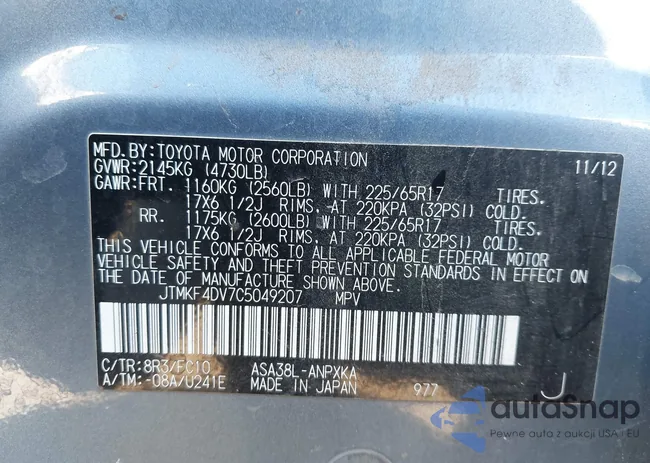 MFD.BY:TOYOTA MOTOR CORPORATION 11/12
GVWR:2145KG (4730LB)
GAWR:FRT. 1160KG (2560LB) WITH 225/65R17 TIRES.
17X6 1/2J RIMS. AT 220KPA (32PSI) COLD.
RR. 1175KG (2600LB) WITH 225/65R17 TIRES.
17X6 1/2J RIMS. AT 220KPA (32PSI) COLD.
THIS VEHICLE CONFORMS TO ALL APPLICABLE FEDERAL MOTOR
VEHICLE SAFETY AND THEFT PREVENTION STANDARDS IN EFFECT ON
THE DATE OF MANUFACTURE SHOWN ABOVE.
JTMKF4DV7C5049207 MPV
C/TR:8R3/FC10 ASA38L-ANPXKA
A/TM:-08A/U241E MADE IN JAPAN 977 J
autoSnap
Pewne auta z aukcji USA i EU